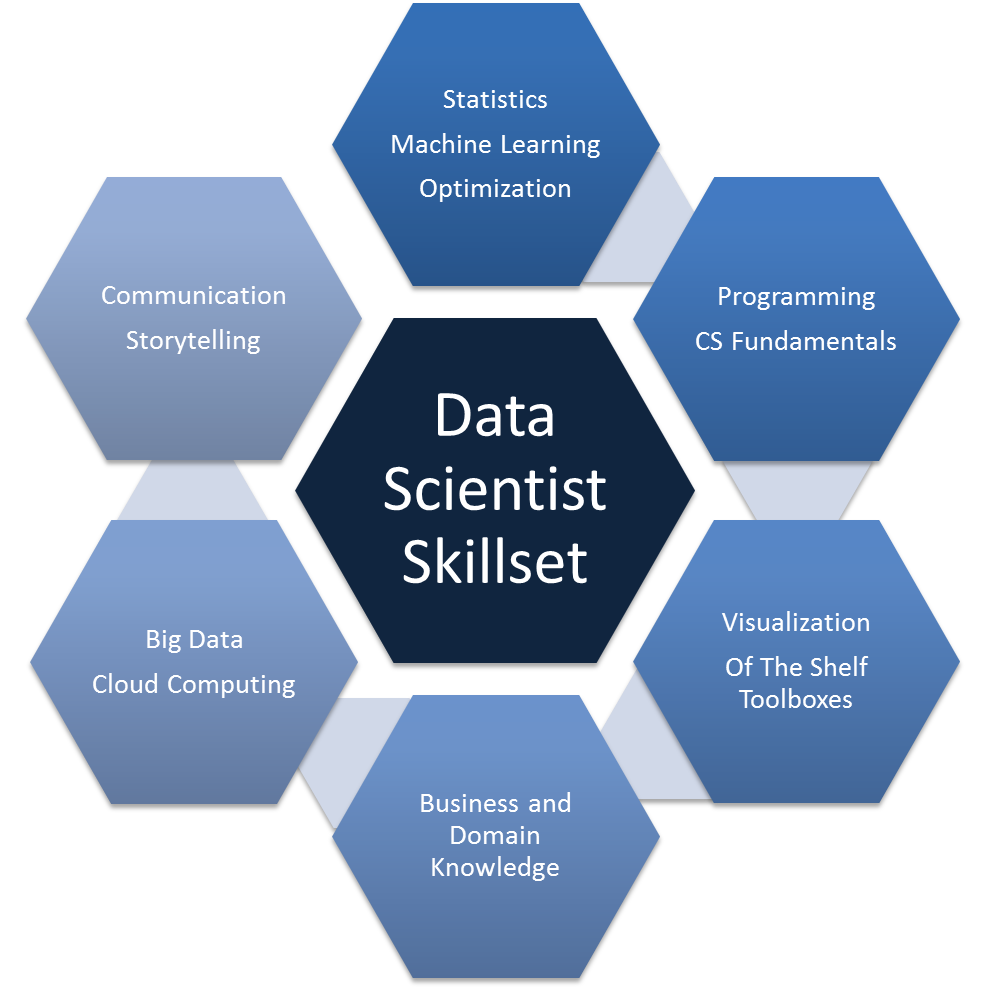 Statistics
Machine Learning
Optimization
Programming
CS Fundamentals
Visualization
Of The Shelf
Toolboxes
Business and
Domain
Knowledge
Big Data
Cloud Computing
Communication
Storytelling
Data
Scientist
Skillset